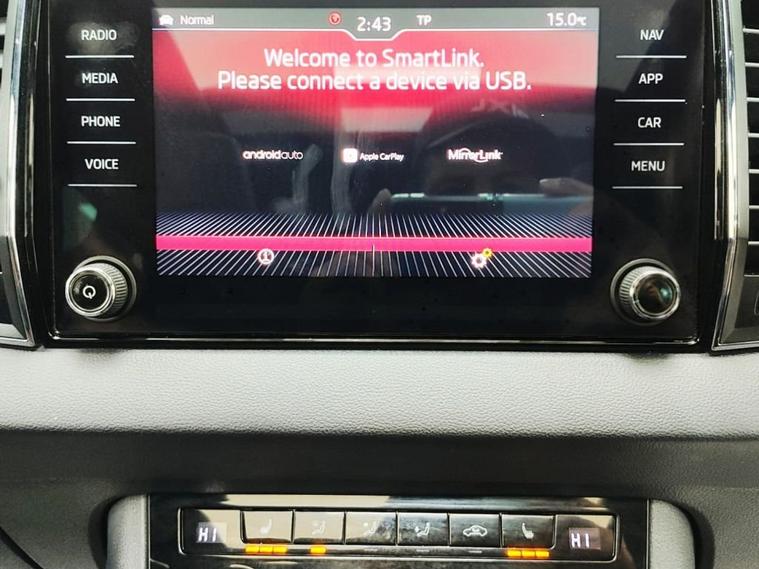 Normal 2:43 TP 15.0°C
RADIO
MEDIA
PHONE
VOICE
Welcome to SmartLink.
Please connect a device via USB.
androidauto Apple CarPlay MirrorLink
NAV
APP
CAR
MENU
HI HI